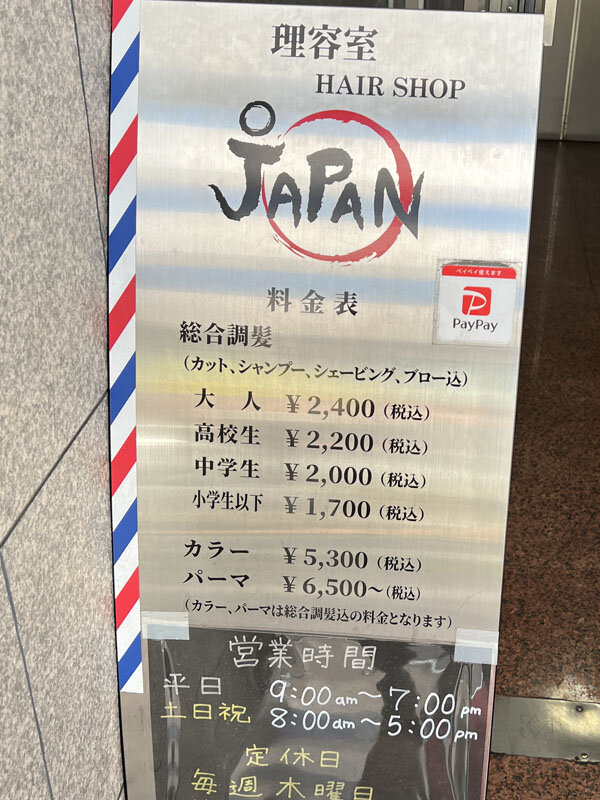 理容室
HAIR SHOP
JAPAN
料金表
ペイペイ使えます
PayPay
総合調髪
(カット、シャンプー、シェービング、ブロー込)
大 人 ¥2,400(税込)
高校生 ¥2,200(税込)
中学生 ¥2,000(税込)
小学生以下 ¥1,700(税込)
カラー ¥5,300(税込)
パーマ ¥6,500~(税込)
(カラー、パーマは総合調髪込の料金となります)
営業時間
平日 9:00am~7:00pm
土日祝 8:00am~5:00pm
定休日
毎週木曜日